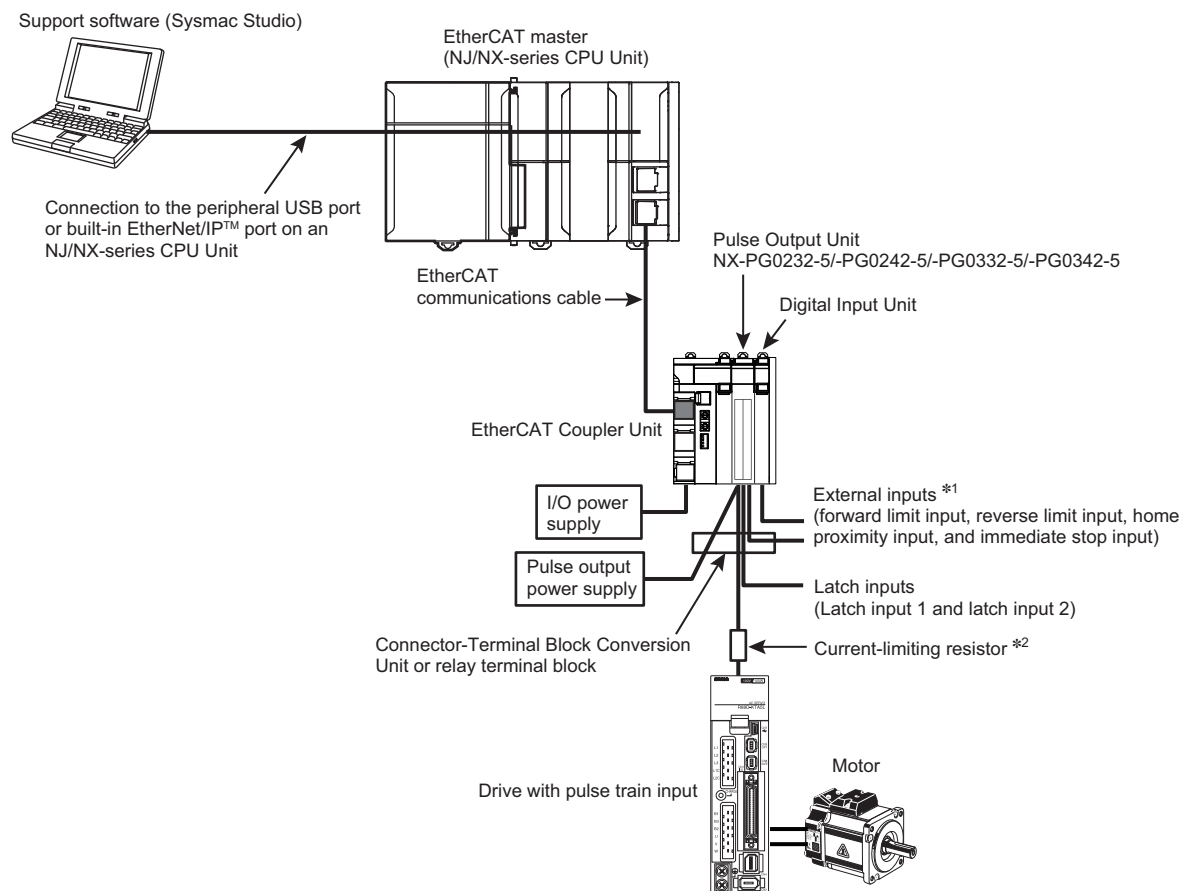 Support software (Sysmac Studio)
EtherCAT master
(NJ/NX-series CPU Unit)
Connection to the peripheral USB port
or built-in EtherNet/IP™ port on an
NJ/NX-series CPU Unit
EtherCAT
communications cable
Pulse Output Unit
NX-PG0232-5/-PG0242-5/-PG0332-5/-PG0342-5
Digital Input Unit
EtherCAT Coupler Unit
I/O power
supply
External inputs *1
(forward limit input, reverse limit input, home
proximity input, and immediate stop input)
Pulse output
power supply
Latch inputs
(Latch input 1 and latch input 2)
Connector-Terminal Block Conversion
Unit or relay terminal block
Current-limiting resistor *2
Drive with pulse train input
Motor